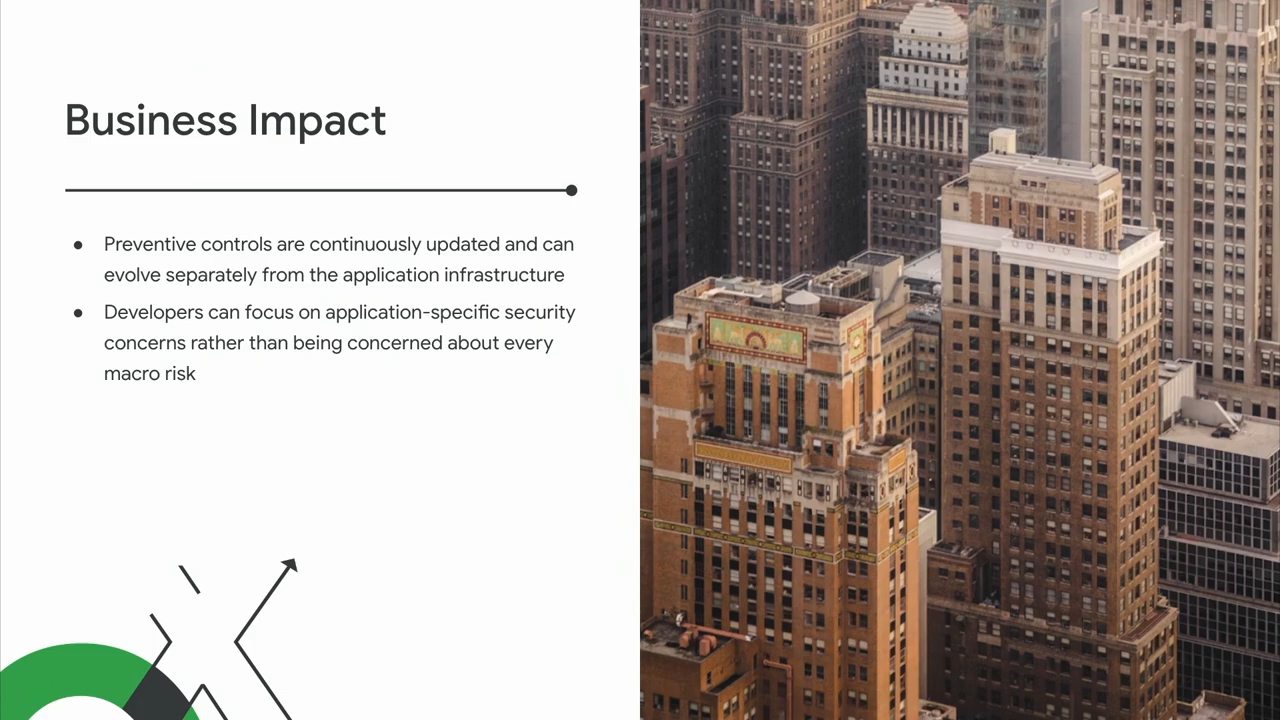 Business Impact
● Preventive controls are continuously updated and can
evolve separately from the application infrastructure
● Developers can focus on application-specific security
concerns rather than being concerned about every
macro risk